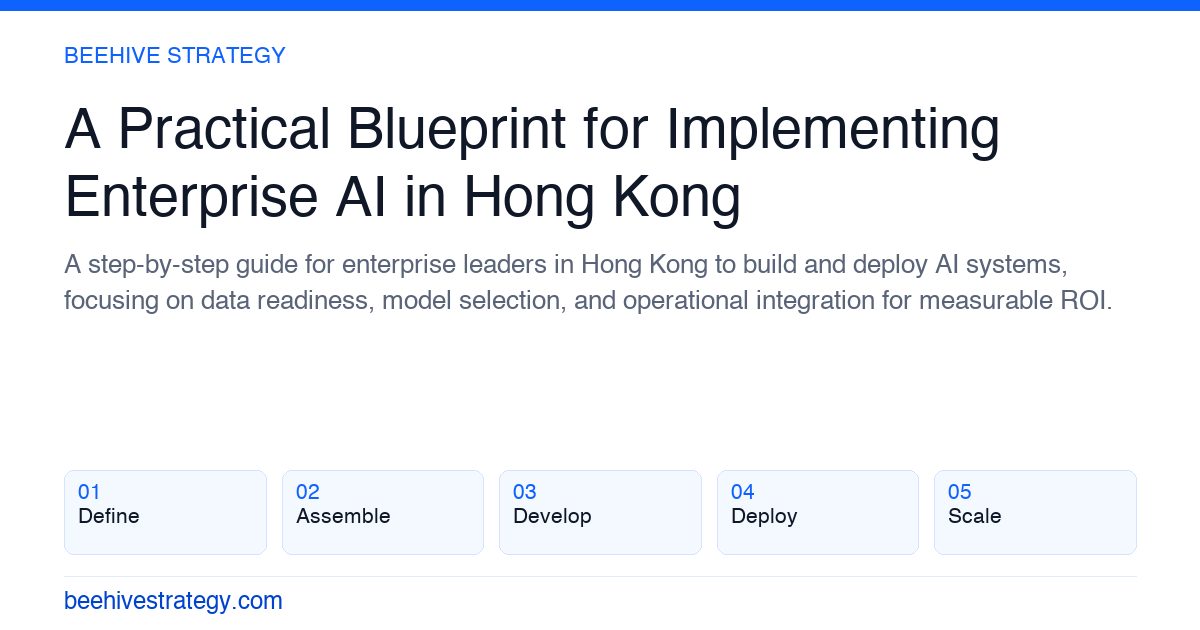 BEEHIVE STRATEGY
A Practical Blueprint for Implementing
Enterprise AI in Hong Kong
A step-by-step guide for enterprise leaders in Hong Kong to build and deploy AI systems,
focusing on data readiness, model selection, and operational integration for measurable ROI.
01
Define
02
Assemble
03
Develop
04
Deploy
05
Scale
beehivestrategy.com